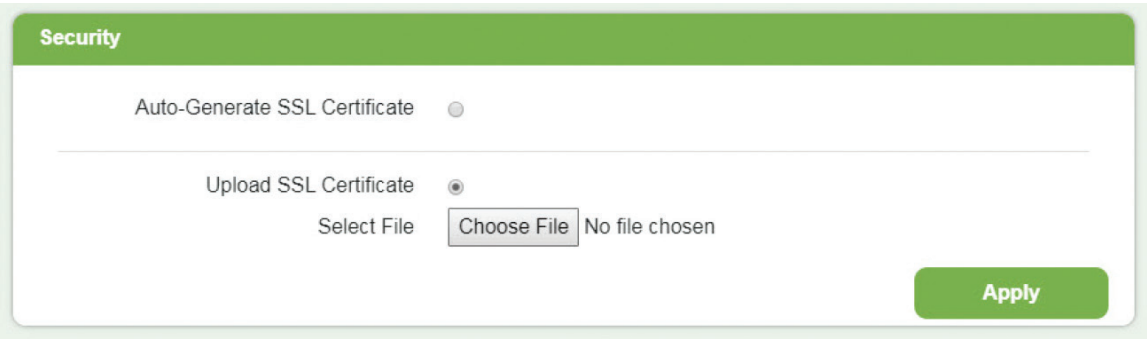 Security
Auto-Generate SSL Certificate
Upload SSL Certificate
Select File Choose File No file chosen
Apply